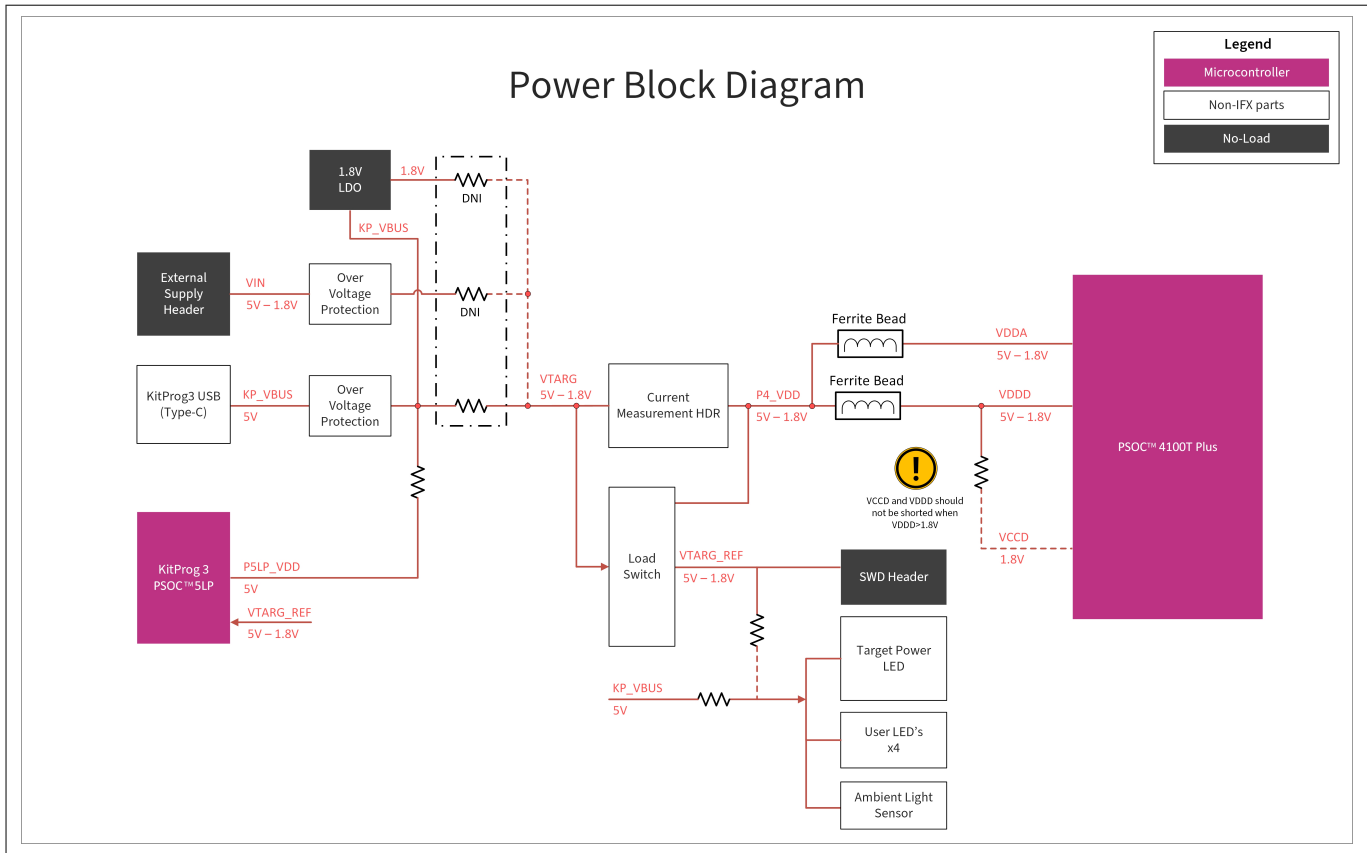 Power Block Diagram
Legend
Microcontroller
Non-IFX parts
No-Load
1.8V
LDO
1.8V
DNI
KP_VBUS
External
Supply
Header
VIN
5V – 1.8V
Over
Voltage
Protection
DNI
KitProg3 USB
(Type-C)
KP_VBUS
5V
Over
Voltage
Protection
VTARG
5V – 1.8V
Current
Measurement HDR
P4_VDD
5V – 1.8V
Ferrite Bead
VDDA
5V – 1.8V
Ferrite Bead
VDDD
5V – 1.8V
PSOC™ 4100T Plus
VCCD and VDDD should
not be shorted when
VDDD>1.8V
VCCD
1.8V
KitProg 3
PSOC™5LP
P5LP_VDD
5V
VTARG_REF
5V – 1.8V
Load
Switch
VTARG_REF
5V – 1.8V
SWD Header
Target Power
LED
KP_VBUS
5V
User LED's
x4
Ambient Light
Sensor